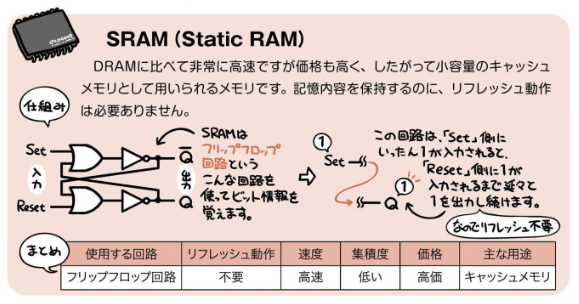 SRAM (Static RAM)
DRAMに比べて非常に高速ですが価格も高く、したがって小容量のキャッシュ
メモリとして用いられるメモリです。記憶内容を保持するのに、リフレッシュ動作
は必要ありません。
仕組み
Set
Reset
入力
Q
Q
出力
SRAMは
フリップフロップ
回路という
こんな回路を
使ってビット情報を
覚えます。
1
Set
1
Q
この回路は、「Set」側に
いったん1が入力されると、
「Reset」側に1が
入力されるまで延々と
1を出力し続けます。
なのでリフレッシュ不要
まとめ
使用する回路 リフレッシュ動作 速度 集積度 価格 主な用途
フリップフロップ回路 不要 高速 低い 高価 キャッシュメモリ